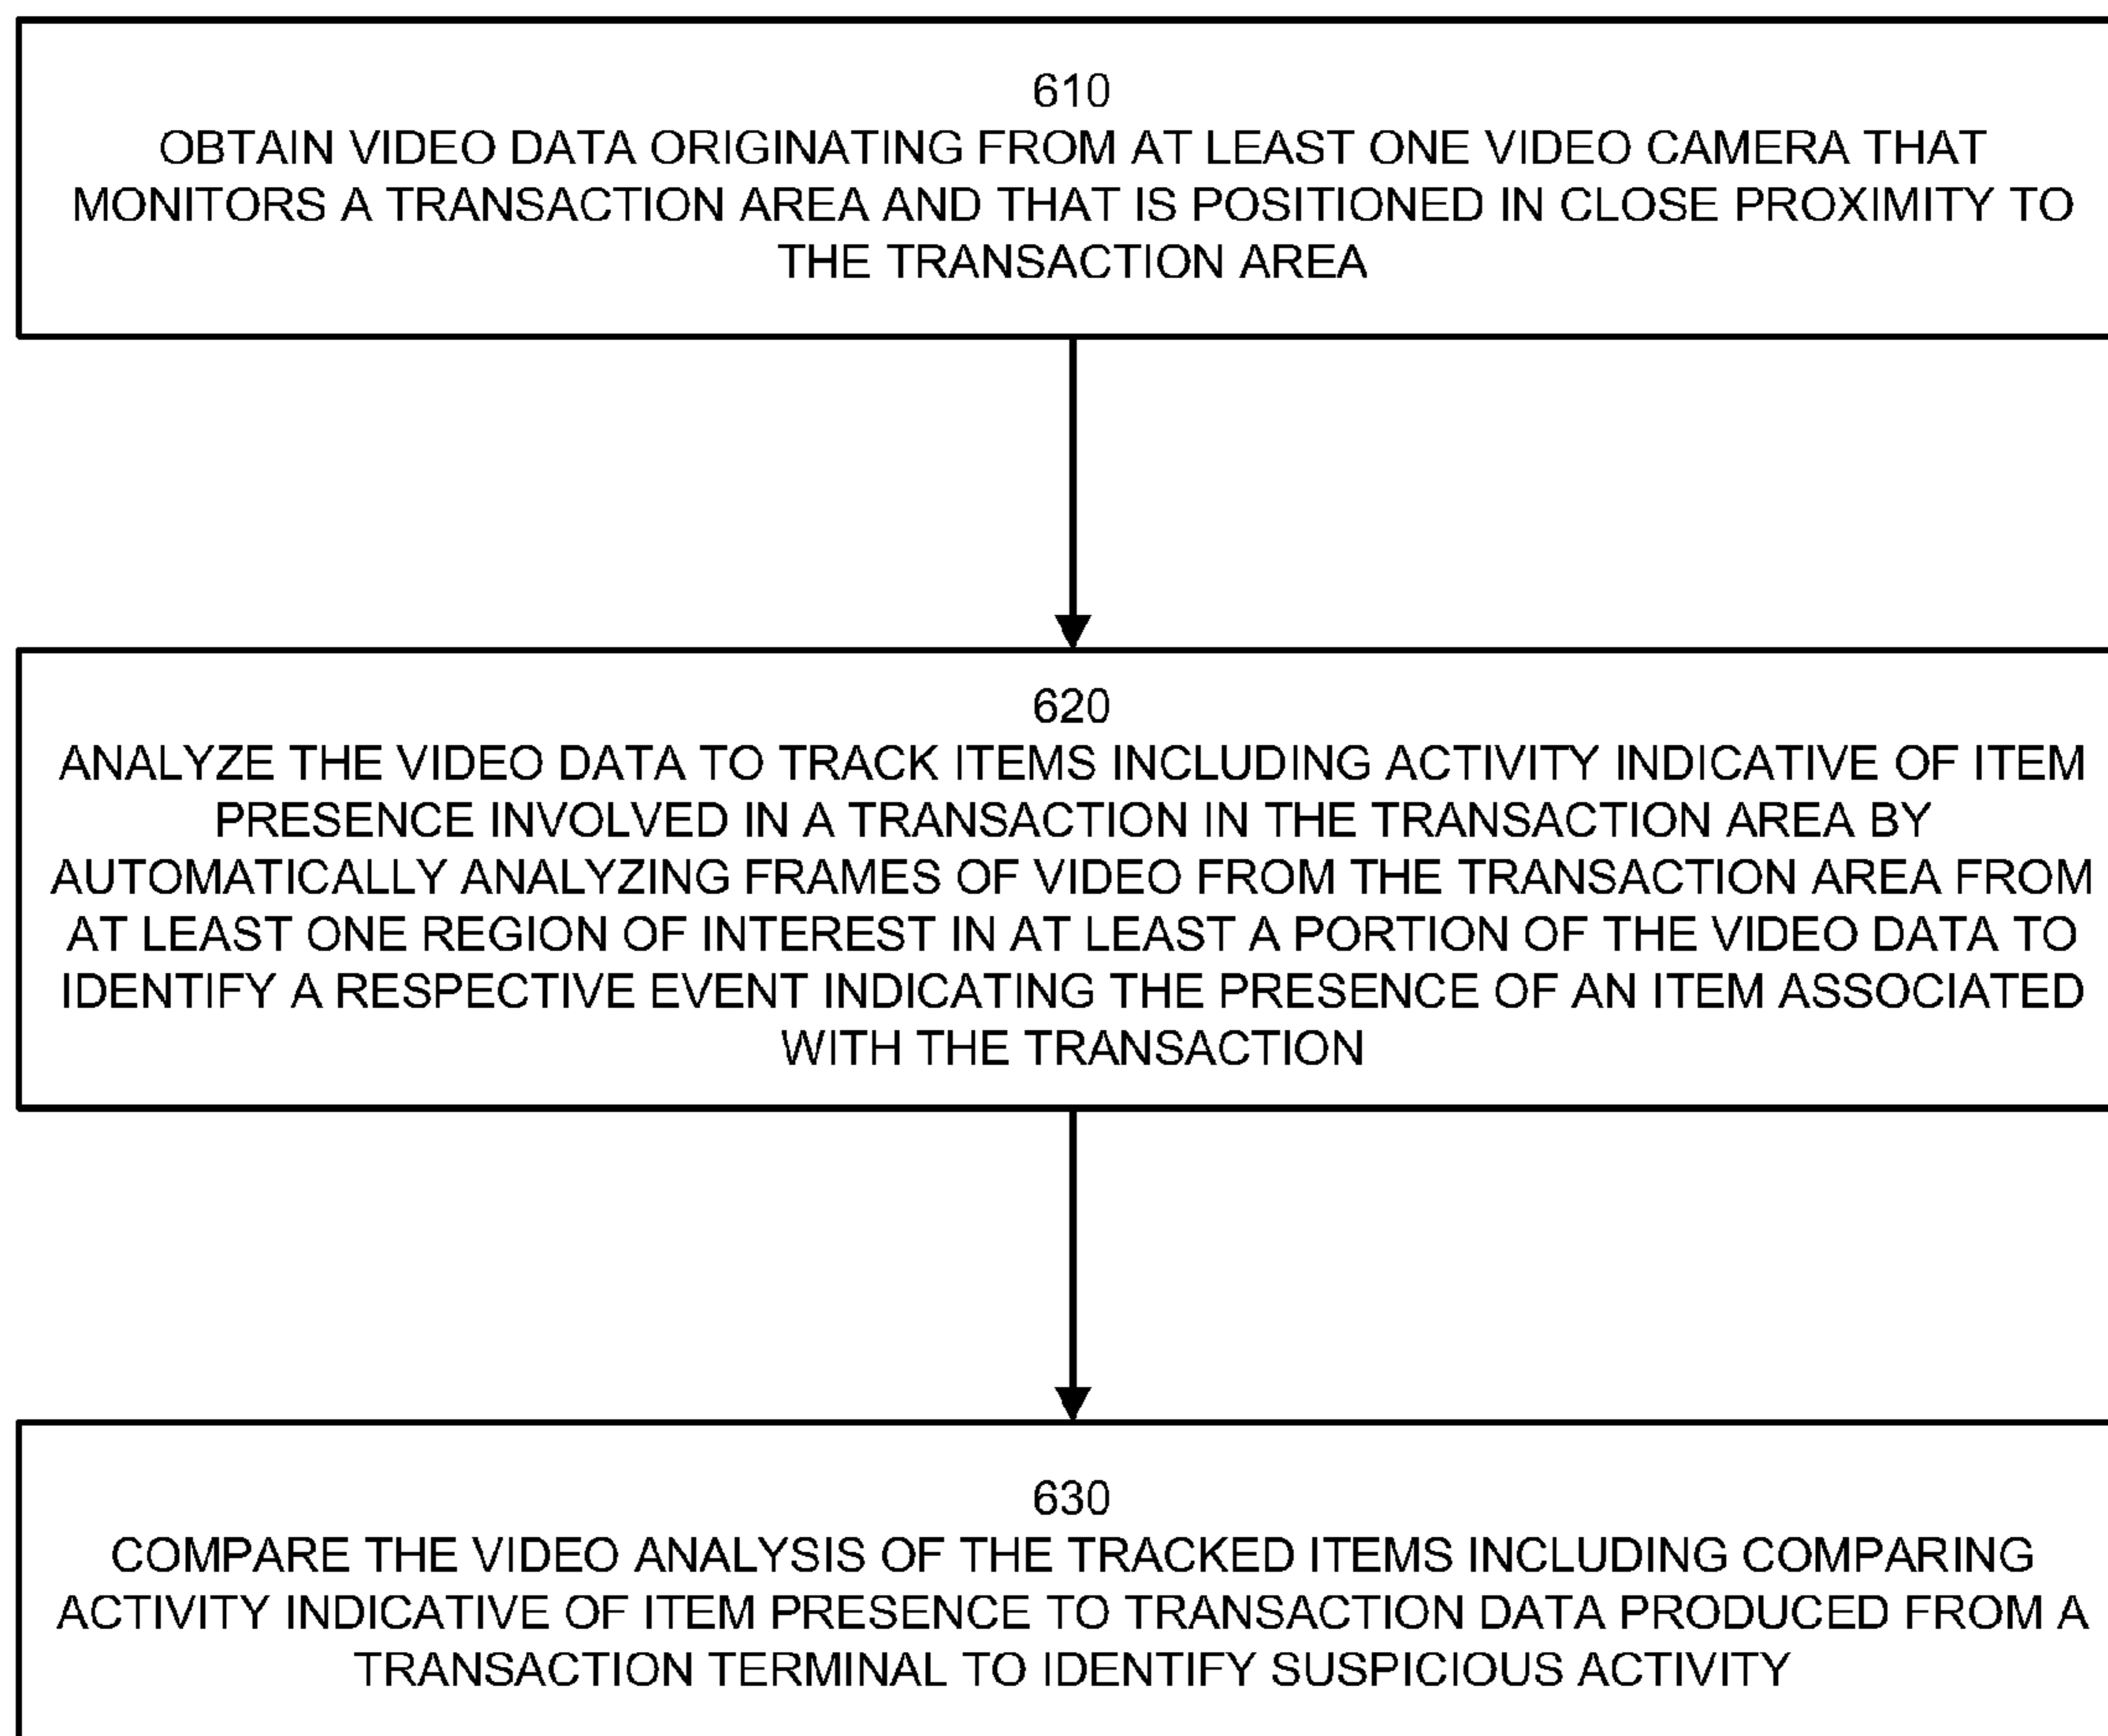 610
OBTAIN VIDEO DATA ORIGINATING FROM AT LEAST ONE VIDEO CAMERA THAT
MONITORS A TRANSACTION AREA AND THAT IS POSITIONED IN CLOSE PROXIMITY TO
THE TRANSACTION AREA
620
ANALYZE THE VIDEO DATA TO TRACK ITEMS INCLUDING ACTIVITY INDICATIVE OF ITEM
PRESENCE INVOLVED IN A TRANSACTION IN THE TRANSACTION AREA BY
AUTOMATICALLY ANALYZING FRAMES OF VIDEO FROM THE TRANSACTION AREA FROM
AT LEAST ONE REGION OF INTEREST IN AT LEAST A PORTION OF THE VIDEO DATA TO
IDENTIFY A RESPECTIVE EVENT INDICATING THE PRESENCE OF AN ITEM ASSOCIATED
WITH THE TRANSACTION
630
COMPARE THE VIDEO ANALYSIS OF THE TRACKED ITEMS INCLUDING COMPARING
ACTIVITY INDICATIVE OF ITEM PRESENCE TO TRANSACTION DATA PRODUCED FROM A
TRANSACTION TERMINAL TO IDENTIFY SUSPICIOUS ACTIVITY